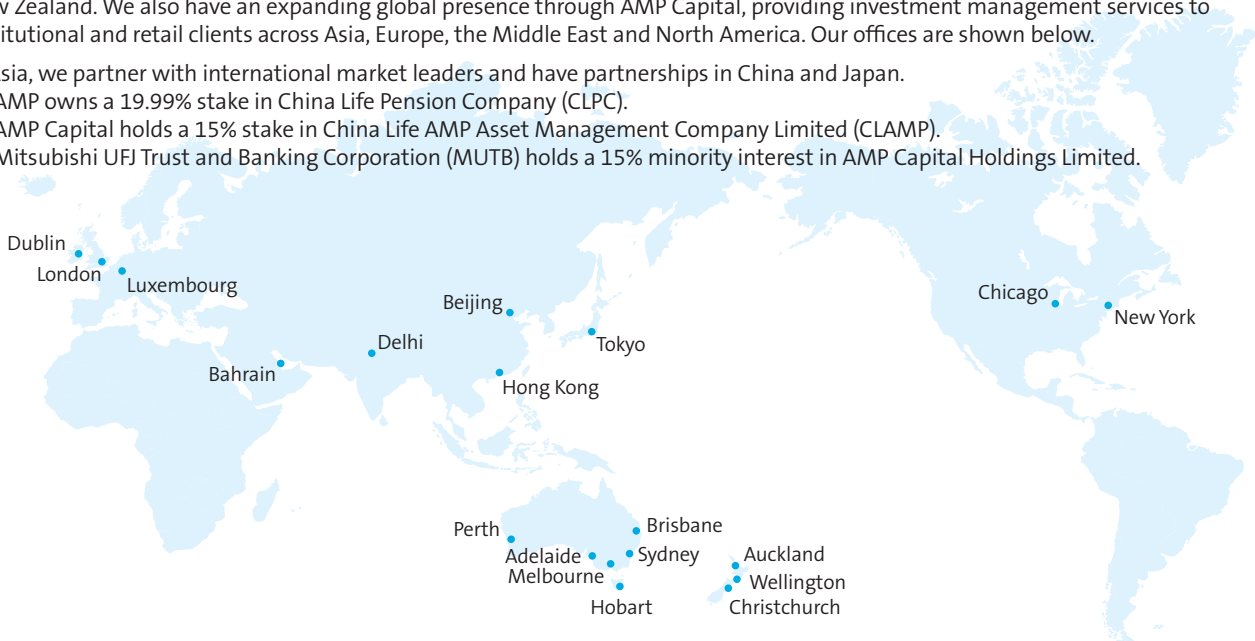 w Zealand. We also have an expanding global presence through AMP Capital, providing investment management services to
itutional and retail clients across Asia, Europe, the Middle East and North America. Our offices are shown below.
sia, we partner with international market leaders and have partnerships in China and Japan.
AMP owns a 19.99% stake in China Life Pension Company (CLPC).
AMP Capital holds a 15% stake in China Life AMP Asset Management Company Limited (CLAMP).
Mitsubishi UFJ Trust and Banking Corporation (MUTB) holds a 15% minority interest in AMP Capital Holdings Limited.
Dublin
London
Luxembourg
Beijing
Chicago
New York
Delhi
Tokyo
Bahrain
Hong Kong
Perth
Brisbane
Adelaide
Sydney
Auckland
Melbourne
Wellington
Hobart
Christchurch